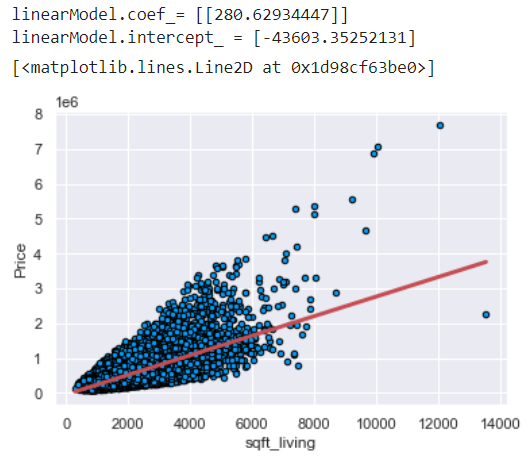 linearModel.coef_= [[280.62934447]]
linearModel.intercept_ = [-43603.35252131]
[<matplotlib.lines.Line2D at 0x1d98cf63be0>]
1e6
8
7
6
5
4
3
2
1
0
Price
0 2000 4000 6000 8000 10000 12000 14000
sqft_living